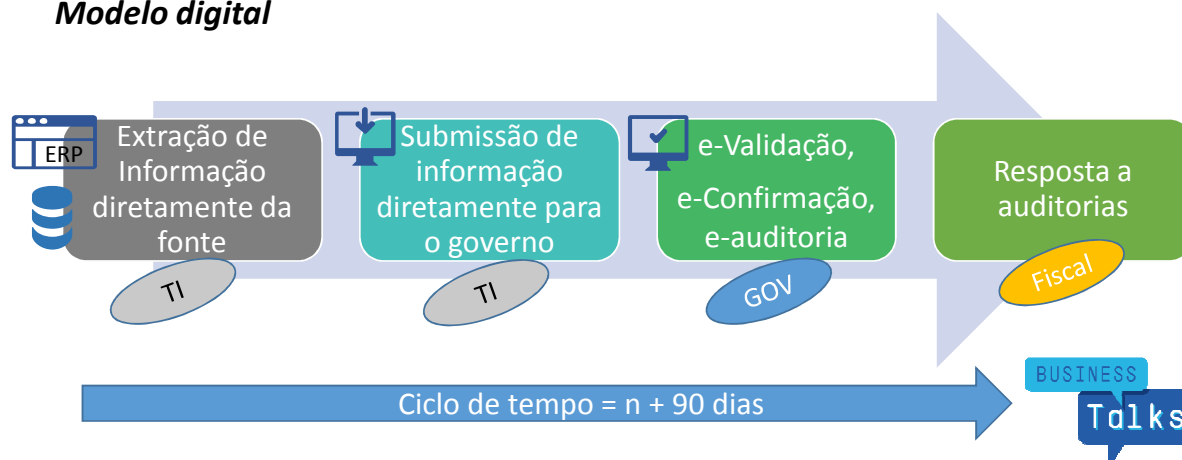 Modelo digital
ERP
Extração de
Informação
diretamente da
fonte
Submissão de
informação
diretamente para
o governo
e-Validação,
e-Confirmação,
e-auditoria
Resposta a
auditorias
TI
TI
GOV
Fiscal
Ciclo de tempo = n + 90 dias
BUSINESS
Talks